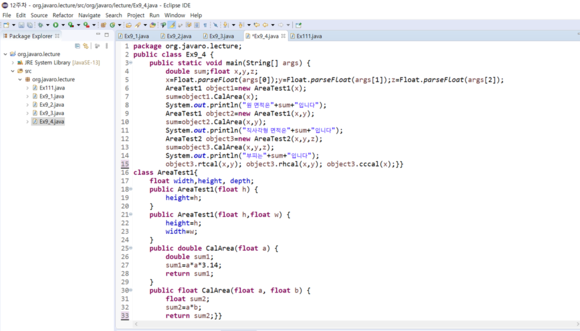 12주차 - org.javaro.lecture/src/org/javaro/lecture/Ex9_4.java - Eclipse IDE
File Edit Source Refactor Navigate Search Project Run Window Help
Package Explorer
Ex9_1.java Ex9_2.java Ex9_3.java *Ex9_4.java Ex111.java
org.javaro.lecture
JRE System Library [JavaSE-13]
src
org.javaro.lecture
Ex111.java
Ex9_1.java
Ex9_2.java
Ex9_3.java
Ex9_4.java
1 package org.javaro.lecture;
2 public class Ex9_4 {
3 public static void main(String[] args) {
4 double sum;float x,y,z;
5 x=Float.parseFloat(args[0]);y=Float.parseFloat(args[1]);z=Float.parseFloat(args[2]);
6 AreaTest1 object1=new AreaTest1(x);
7 sum=object1.CalArea(x);
8 System.out.println("원 면적은"+sum+"입니다");
9 AreaTest1 object2=new AreaTest1(x,y);
10 sum=object2.CalArea(x,y);
11 System.out.println("직사각형 면적은"+sum+"입니다");
12 AreaTest2 object3=new AreaTest2(x,y,z);
13 sum=object3.CalArea(x,y,z);
14 System.out.println("부피는"+sum+"입니다");
15 object3.rtcal(x,y); object3.rhcal(x,y); object3.cccal(x);}}
16 class AreaTest1{
17 float width,height, depth;
18 public AreaTest1(float h) {
19 height=h;
20 }
21 public AreaTest1(float h,float w) {
22 height=h;
23 width=w;
24 }
25 public double CalArea(float a) {
26 double sum1;
27 sum1=a*a*3.14;
28 return sum1;
29 }
30 public float CalArea(float a, float b) {
31 float sum2;
32 sum2=a*b;
33 return sum2;}}